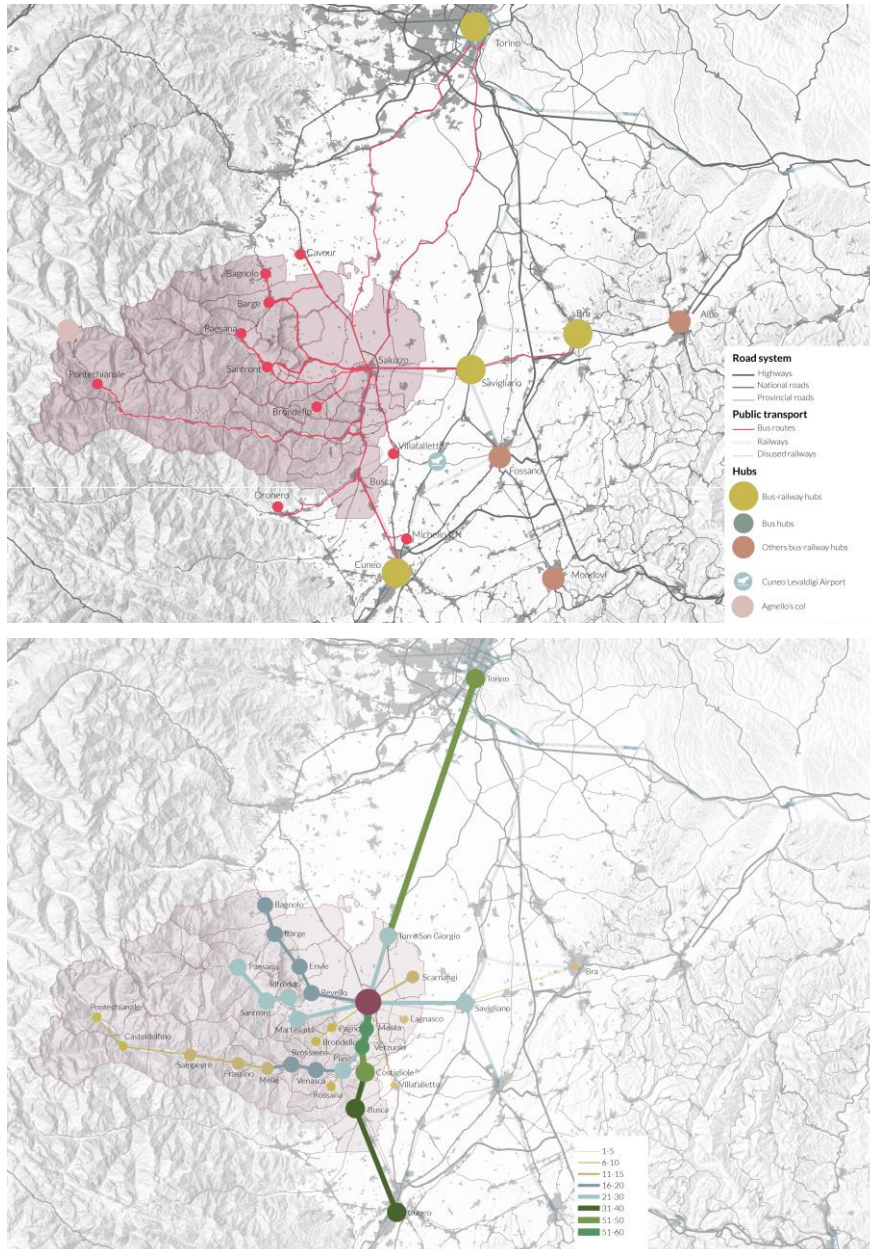 Torino
Cavour
Bagnolo
Barge
Bra
Alba
Paesana
Saluzzo
Sanfront
Savigliano
Pontechianale
Brondello
Villafalletto
Fossano
Busca
Dronero
Michelin CN
Cuneo
Mondovì
Road system
Highways
National roads
Provincial roads
Public transport
Bus routes
Railways
Disused railways
Hubs
Bus-railway hubs
Bus hubs
Others bus-railway hubs
Cuneo Levaldigi Airport
Agnello's col
Torino
Bagnolo
Barge
Torre San Giorgio
Envie
Paesana
Scarnafigi
Bra
Rifreddo
Revello
Sanfront
Savigliano
Pontechianale
Martiniana
Pagno
Manta
Lagnasco
Casteldelfino
Brondello
Verzuolo
Sampeyre
Brossasco
Piasco
Frassino
Melle
Venasca
Costigliole
Rossana
Villafalletto
Busca
Cuneo
1-5
6-10
11-15
16-20
21-30
31-40
51-50
51-60